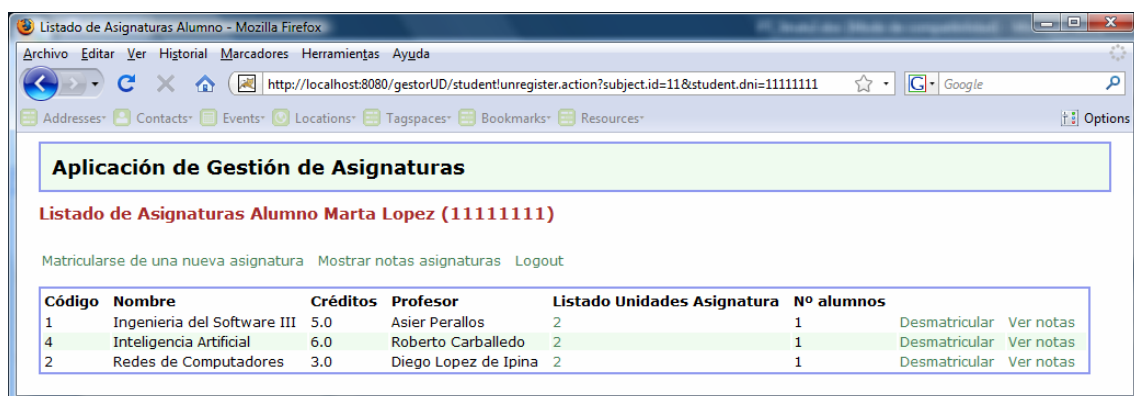 Listado de Asignaturas Alumno - Mozilla Firefox
Archivo Editar Ver Historial Marcadores Herramientas Ayuda
http://localhost:8080/gestorUD/student!unregister.action?subject.id=11&student.dni=11111111 G Google
Addresses Contacts Events Locations Tagspaces Bookmarks Resources Options
Aplicación de Gestión de Asignaturas
Listado de Asignaturas Alumno Marta Lopez (11111111)
Matricularse de una nueva asignatura Mostrar notas asignaturas Logout
Código Nombre Créditos Profesor Listado Unidades Asignatura Nº alumnos
1 Ingenieria del Software III 5.0 Asier Perallos 2 1 Desmatricular Ver notas
4 Inteligencia Artificial 6.0 Roberto Carballedo 2 1 Desmatricular Ver notas
2 Redes de Computadores 3.0 Diego Lopez de Ipina 2 1 Desmatricular Ver notas